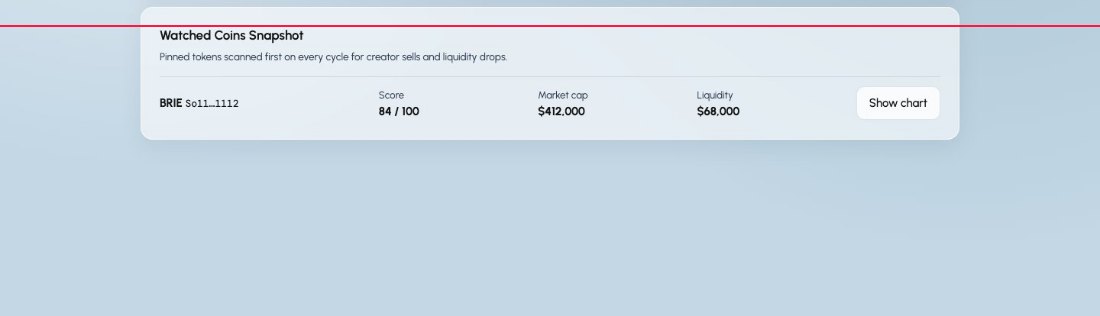 Watched Coins Snapshot
Pinned tokens scanned first on every cycle for creator sells and liquidity drops.
BRIE So11…1112
Score
84 / 100
Market cap
$412,000
Liquidity
$68,000
Show chart